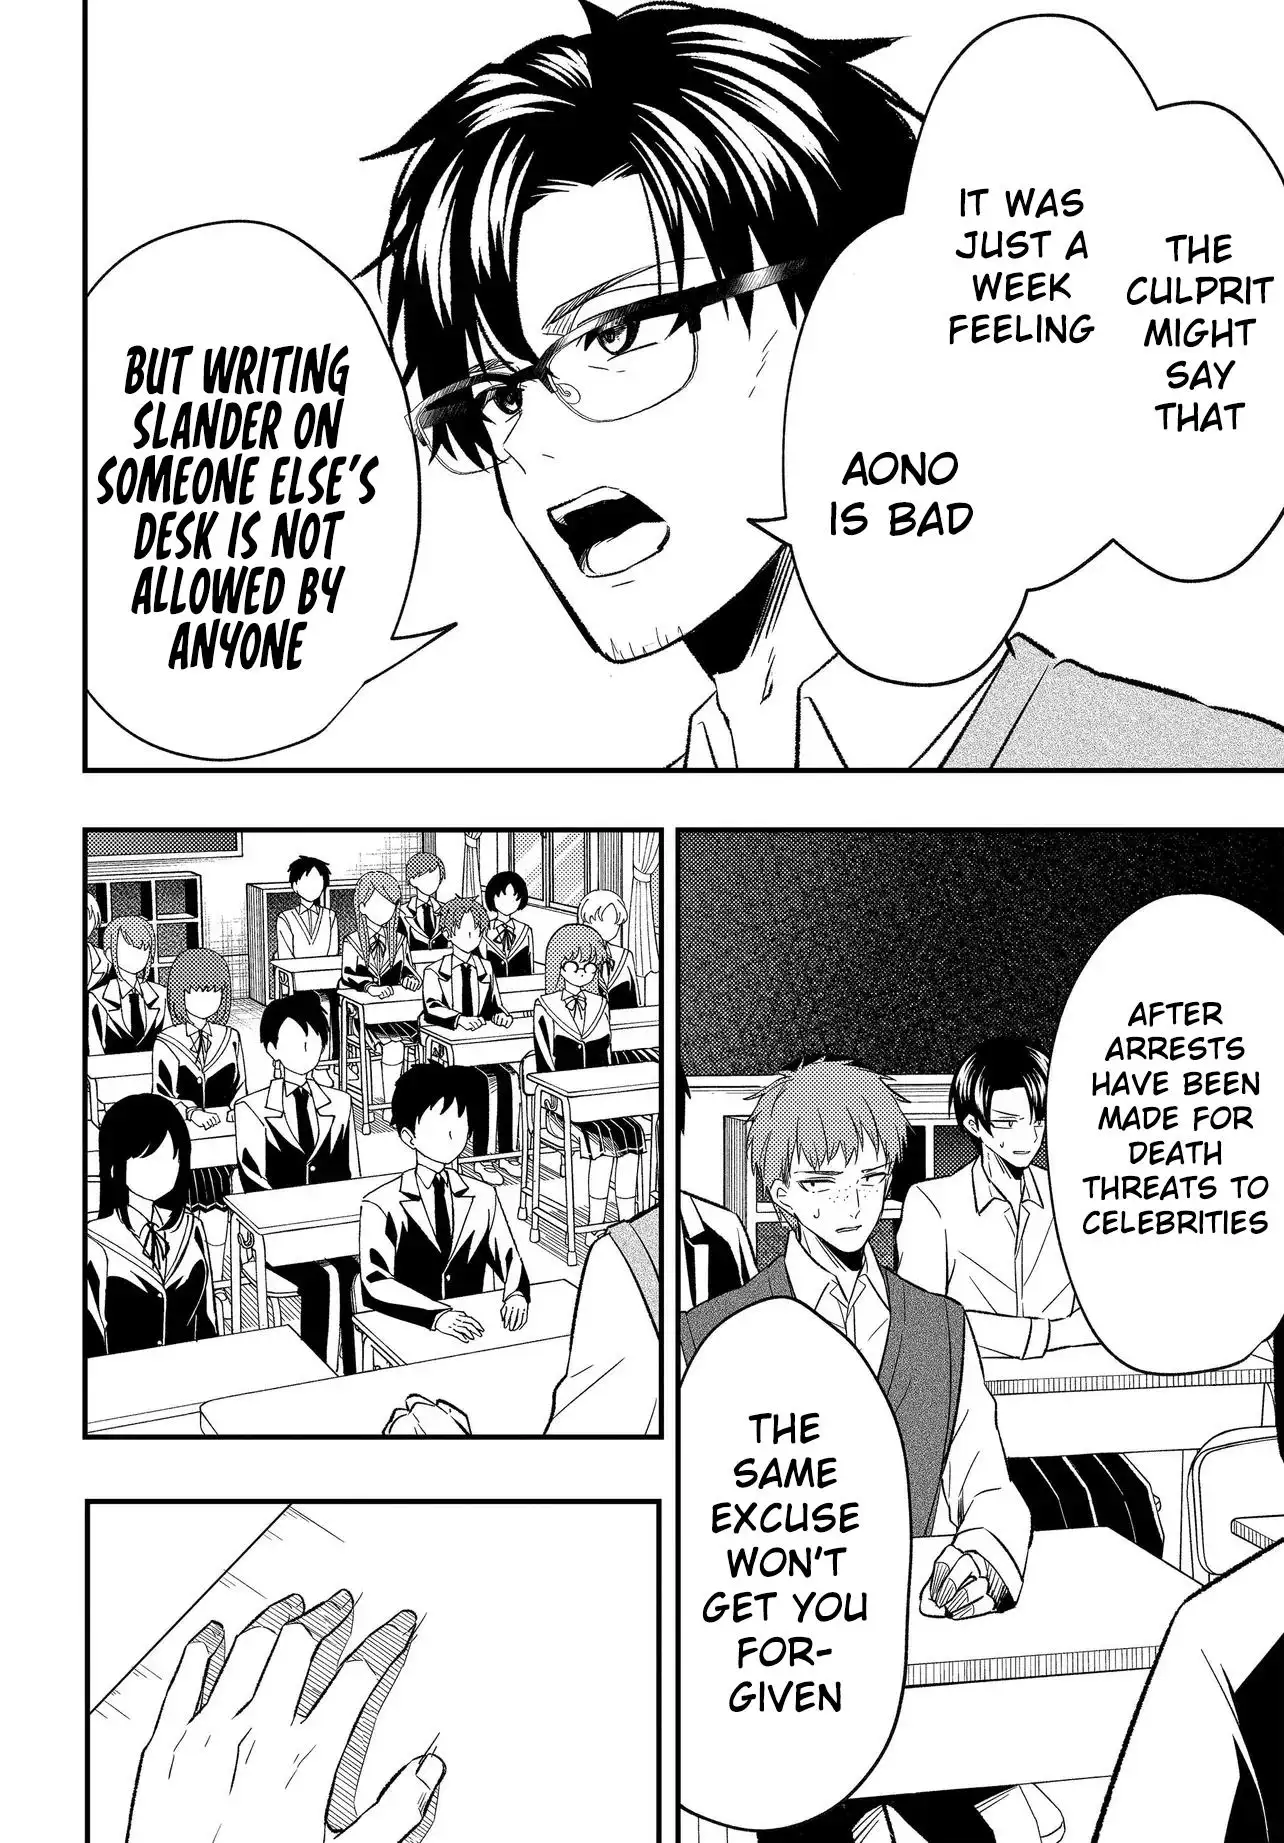 THE
CULPRIT
MIGHT
SAY
THAT
IT WAS
JUST A
WEEK
FEELING
AONO
IS BAD
BUT WRITING
SLANDER ON
SOMEONE ELSE'S
DESK IS NOT
ALLOWED BY
ANYONE
AFTER
ARRESTS
HAVE BEEN
MADE FOR
DEATH
THREATS TO
CELEBRITIES
THE
SAME
EXCUSE
WON'T
GET YOU
FOR-
GIVEN